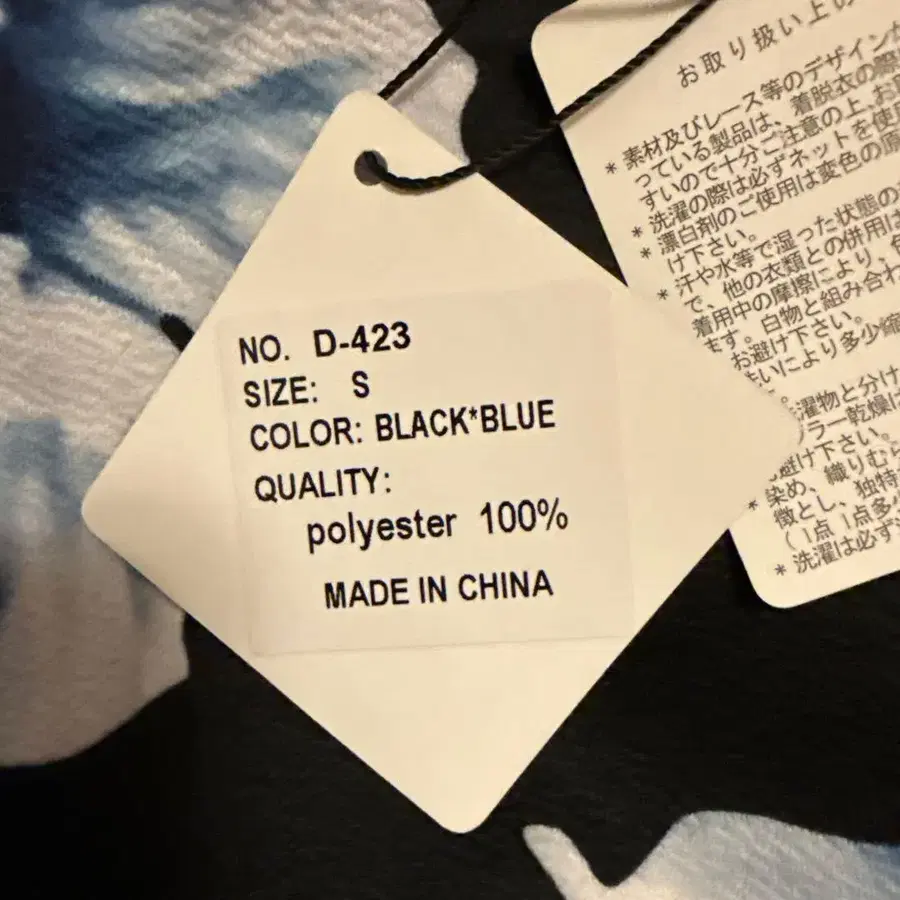 NO. D-423
SIZE: S
COLOR: BLACK*BLUE
QUALITY:
polyester 100%
MADE IN CHINA
お取り扱い上の
* 素材及びレース等のデザインが
っている製品は、着脱衣の際
すいので十分ご注意の上、お
* 洗濯の際は必ずネットを使
* 漂白剤のご使用は変色の原
け下さい。
* 汗や水等で湿った状態の
で、他の衣類との併用は
着用中の摩擦により、
ます。白物と組み合わ
お避け下さい。
により多少縮
濯物と分け
ラー乾燥は
避け下さい。
* 染め、織りむら
徴とし、独特
(1点1点多
* 洗濯は必ず